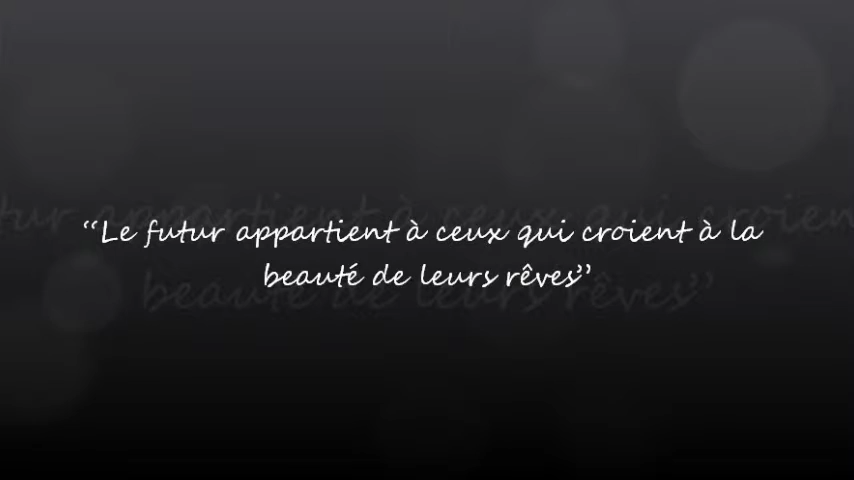 “Le futur appartient à ceux qui croient à la
beauté de leurs rêves”